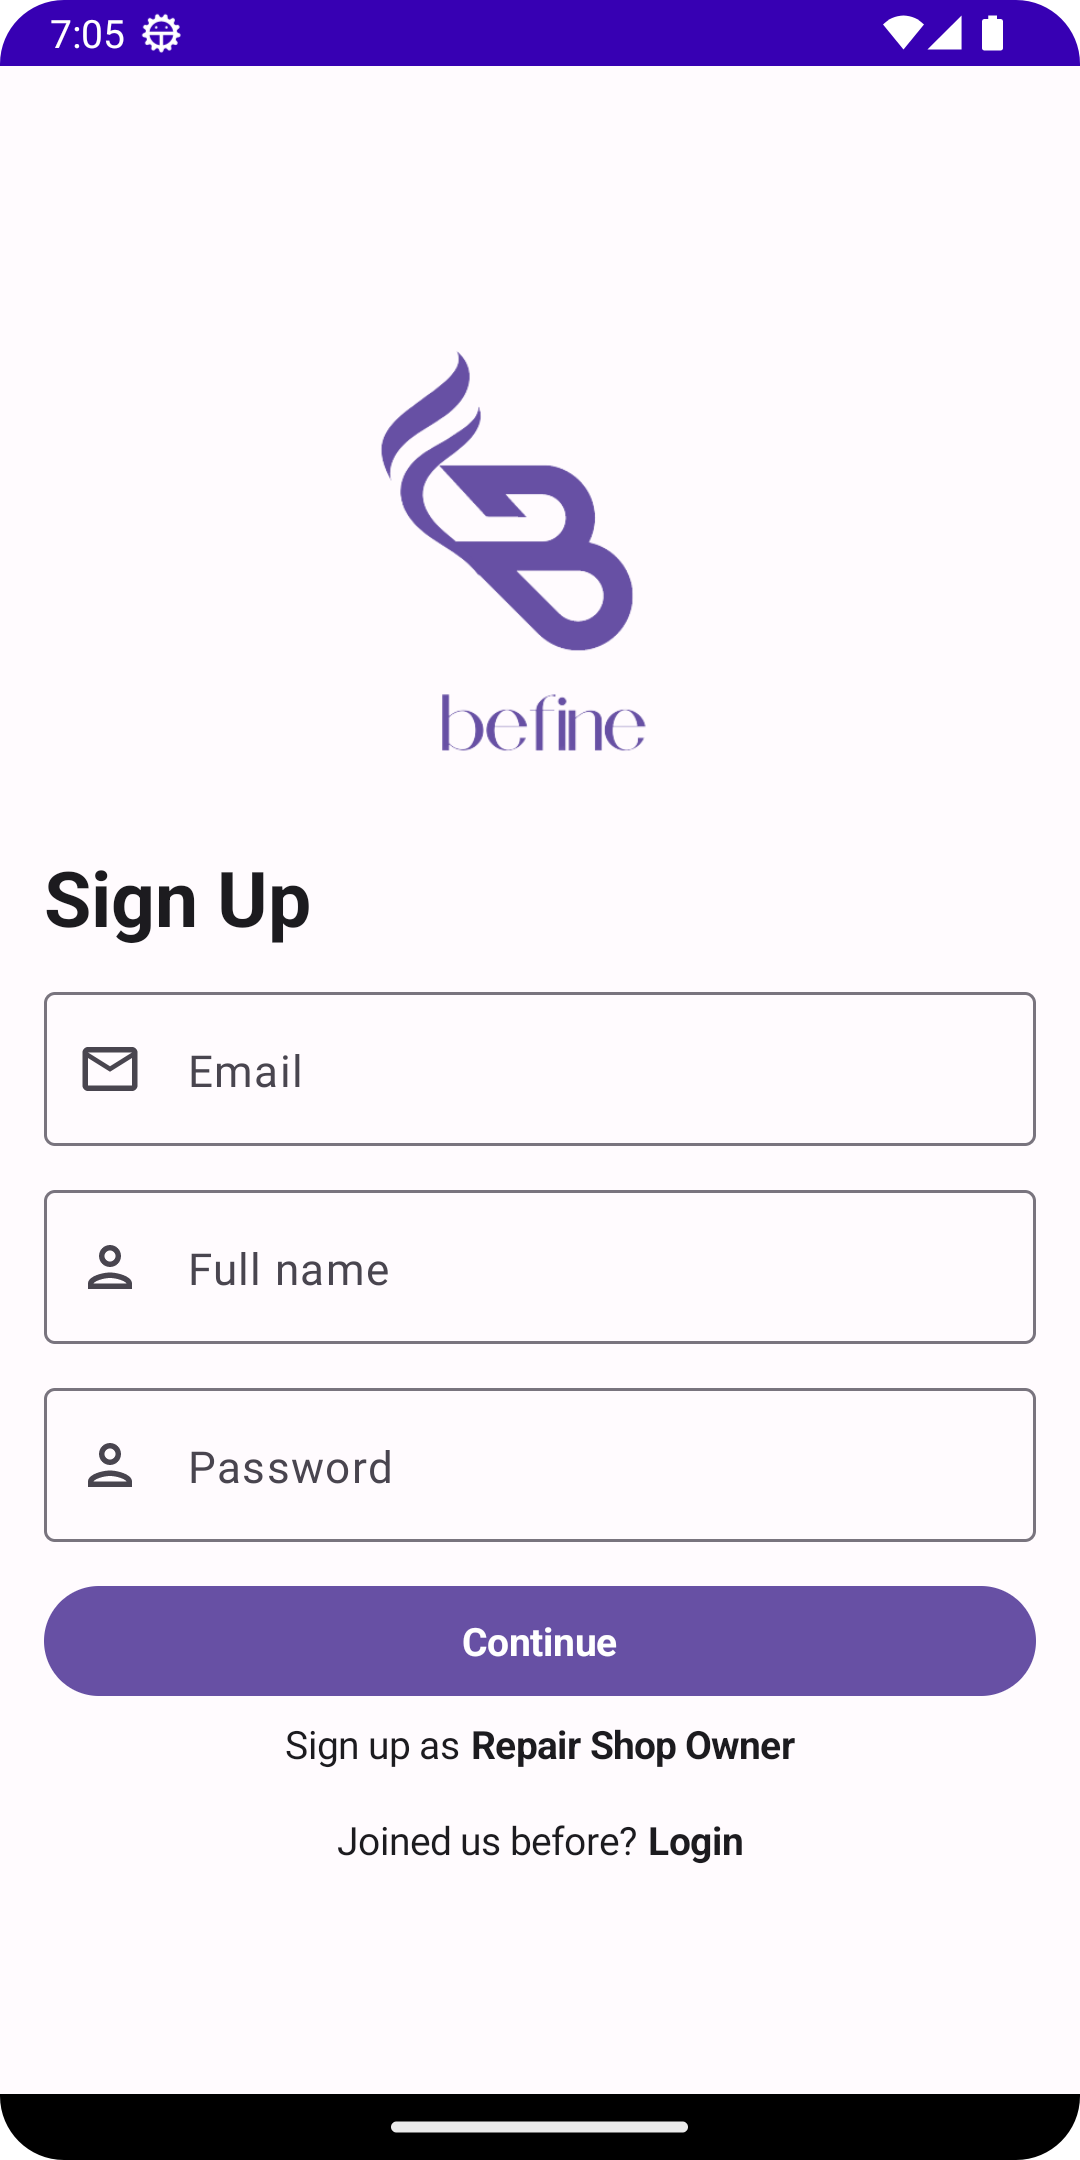 7:05
befine
Sign Up
Email
Full name
Password
Continue
Sign up as Repair Shop Owner
Joined us before? Login